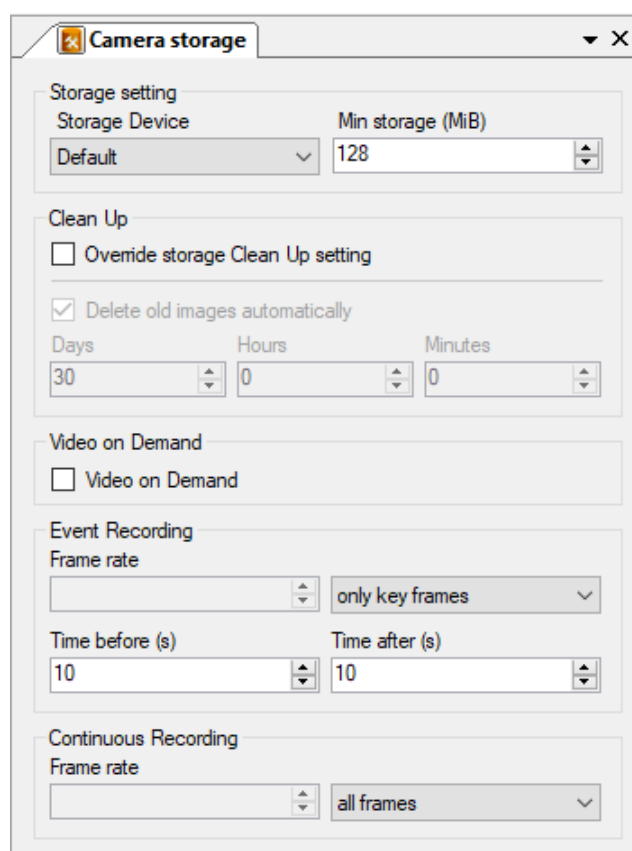 Camera storage
Storage setting
Storage Device Min storage (MiB)
Default 128
Clean Up
Override storage Clean Up setting
Delete old images automatically
Days Hours Minutes
30 0 0
Video on Demand
Video on Demand
Event Recording
Frame rate
only key frames
Time before (s) Time after (s)
10 10
Continuous Recording
Frame rate
all frames